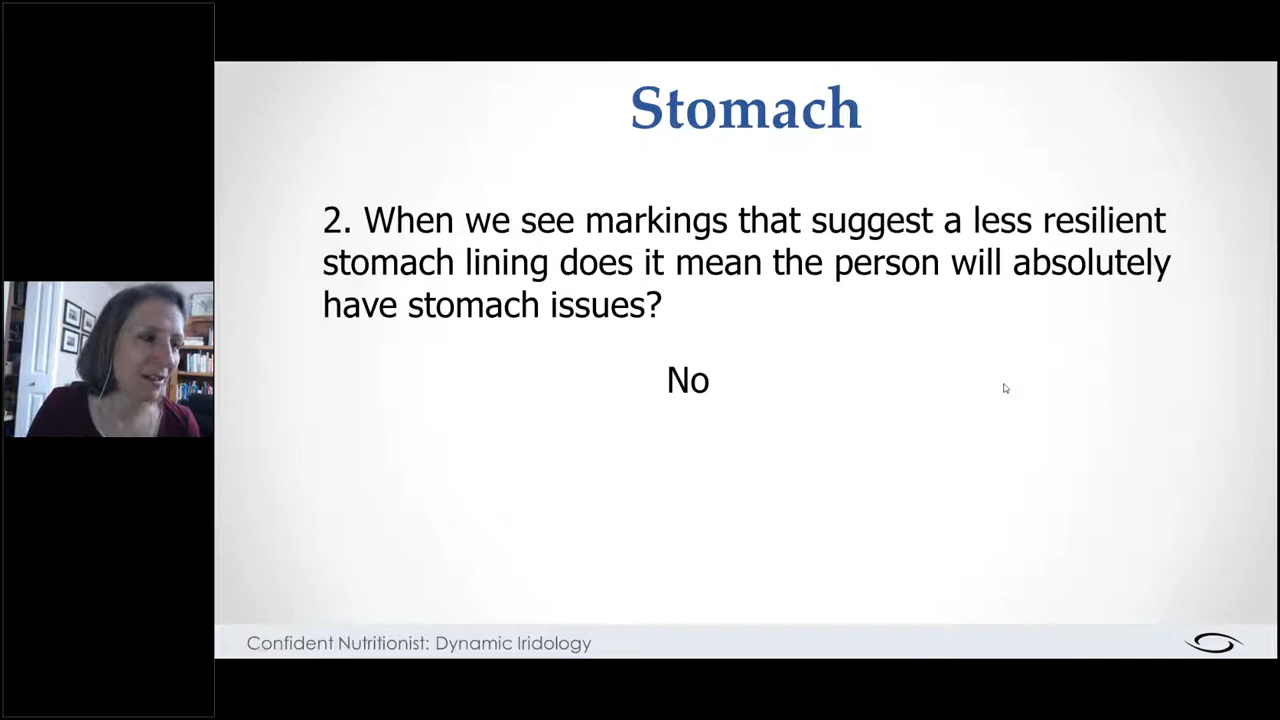 Stomach
2. When we see markings that suggest a less resilient
stomach lining does it mean the person will absolutely
have stomach issues?
No
Confident Nutritionist: Dynamic Iridology